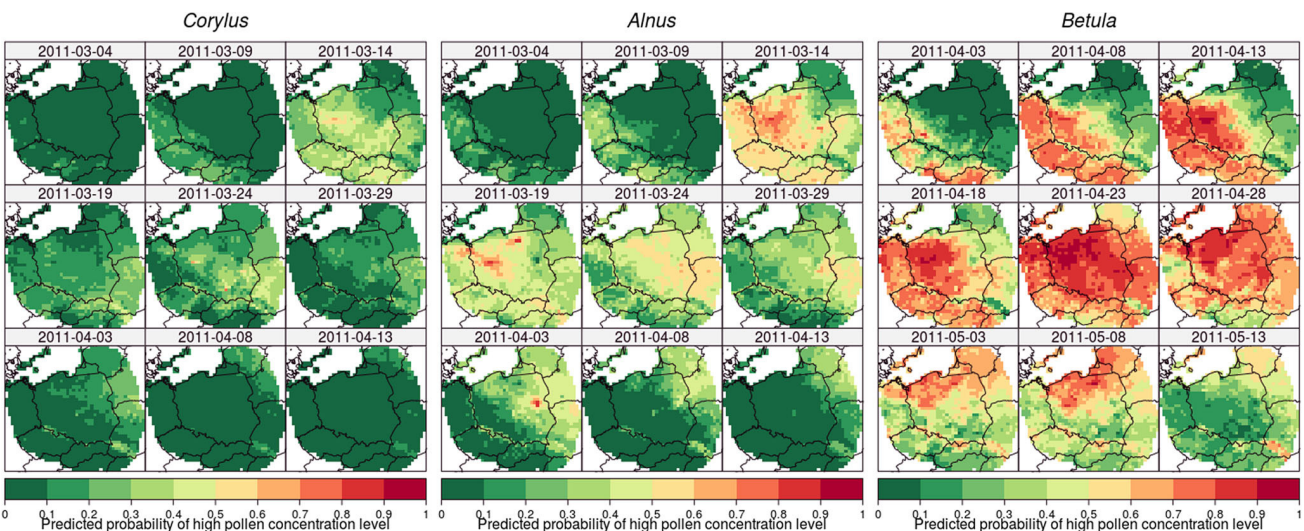 Corylus Alnus Betula
2011-03-04 2011-03-09 2011-03-14 2011-03-04 2011-03-09 2011-03-14 2011-04-03 2011-04-08 2011-04-13
2011-03-19 2011-03-24 2011-03-29 2011-03-19 2011-03-24 2011-03-29 2011-04-18 2011-04-23 2011-04-28
2011-04-03 2011-04-08 2011-04-13 2011-04-03 2011-04-08 2011-04-13 2011-05-03 2011-05-08 2011-05-13
0 0.1 0.2 0.3 0.4 0.5 0.6 0.7 0.8 0.9 1 0 0.1 0.2 0.3 0.4 0.5 0.6 0.7 0.8 0.9 1 0 0.1 0.2 0.3 0.4 0.5 0.6 0.7 0.8 0.9 1
Predicted probability of high pollen concentration level Predicted probability of high pollen concentration level Predicted probability of high pollen concentration level